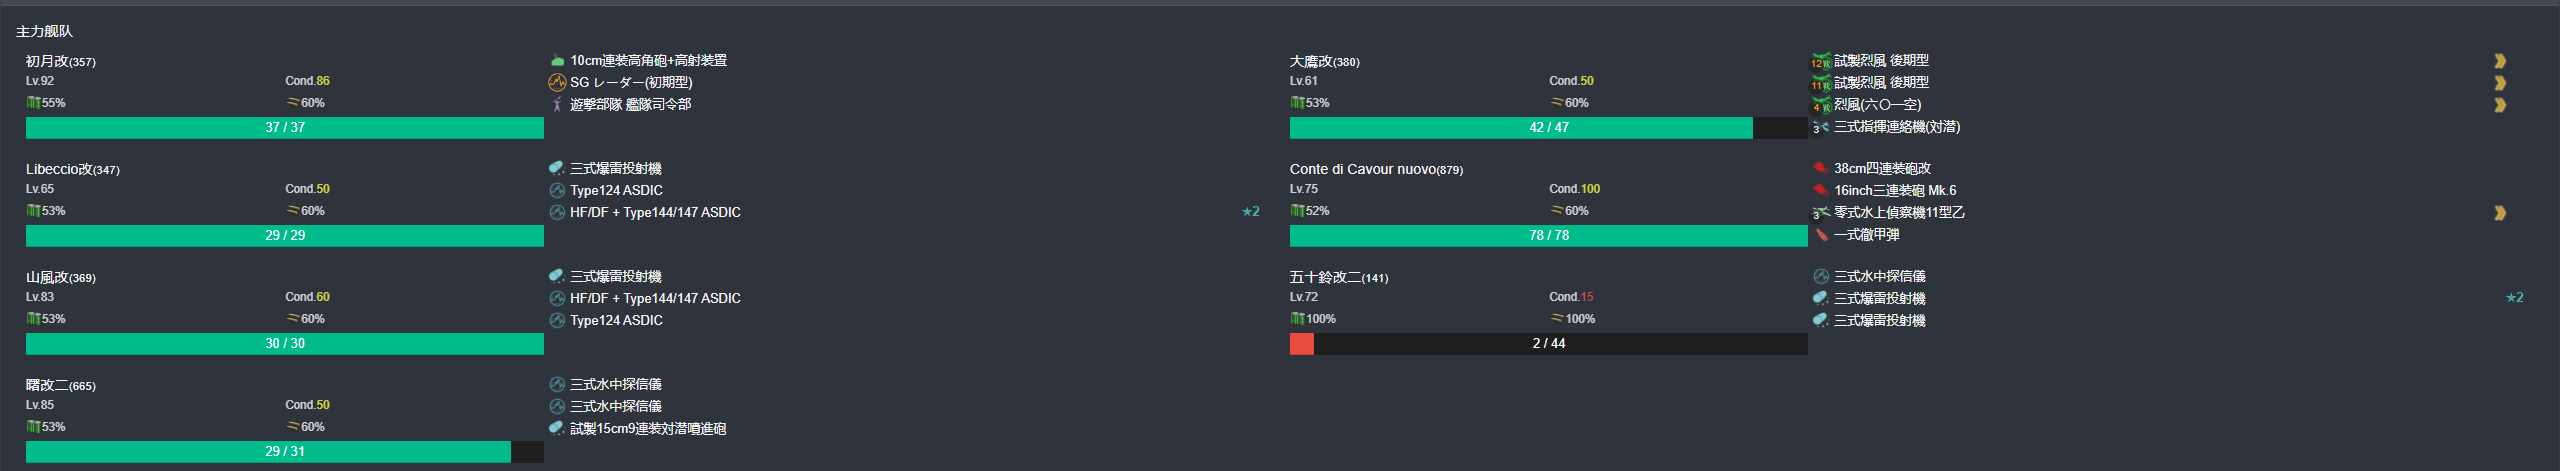 主力舰队
初月改(357)
Lv.92 Cond.86
55% 60%
37 / 37
10cm連装高角砲+高射装置
SG レーダー(初期型)
遊撃部隊 艦隊司令部
大鷹改(380)
Lv.61 Cond.50
53% 60%
42 / 47
12 試製烈風 後期型
11 試製烈風 後期型
4 烈風(六〇一空)
3 三式指揮連絡機(対潜)
Libeccio改(347)
Lv.65 Cond.50
53% 60%
29 / 29
三式爆雷投射機
Type124 ASDIC
HF/DF + Type144/147 ASDIC ★2
Conte di Cavour nuovo(879)
Lv.75 Cond.100
52% 60%
78 / 78
38cm四連装砲改
16inch三連装砲 Mk.6
3 零式水上偵察機11型乙
一式徹甲弾
山風改(369)
Lv.83 Cond.60
53% 60%
30 / 30
三式爆雷投射機
HF/DF + Type144/147 ASDIC
Type124 ASDIC
五十鈴改二(141)
Lv.72 Cond.15
100% 100%
2 / 44
三式水中探信儀
三式爆雷投射機 ★2
三式爆雷投射機
曙改二(665)
Lv.85 Cond.50
53% 60%
29 / 31
三式水中探信儀
三式水中探信儀
試製15cm9連装対潜噴進砲